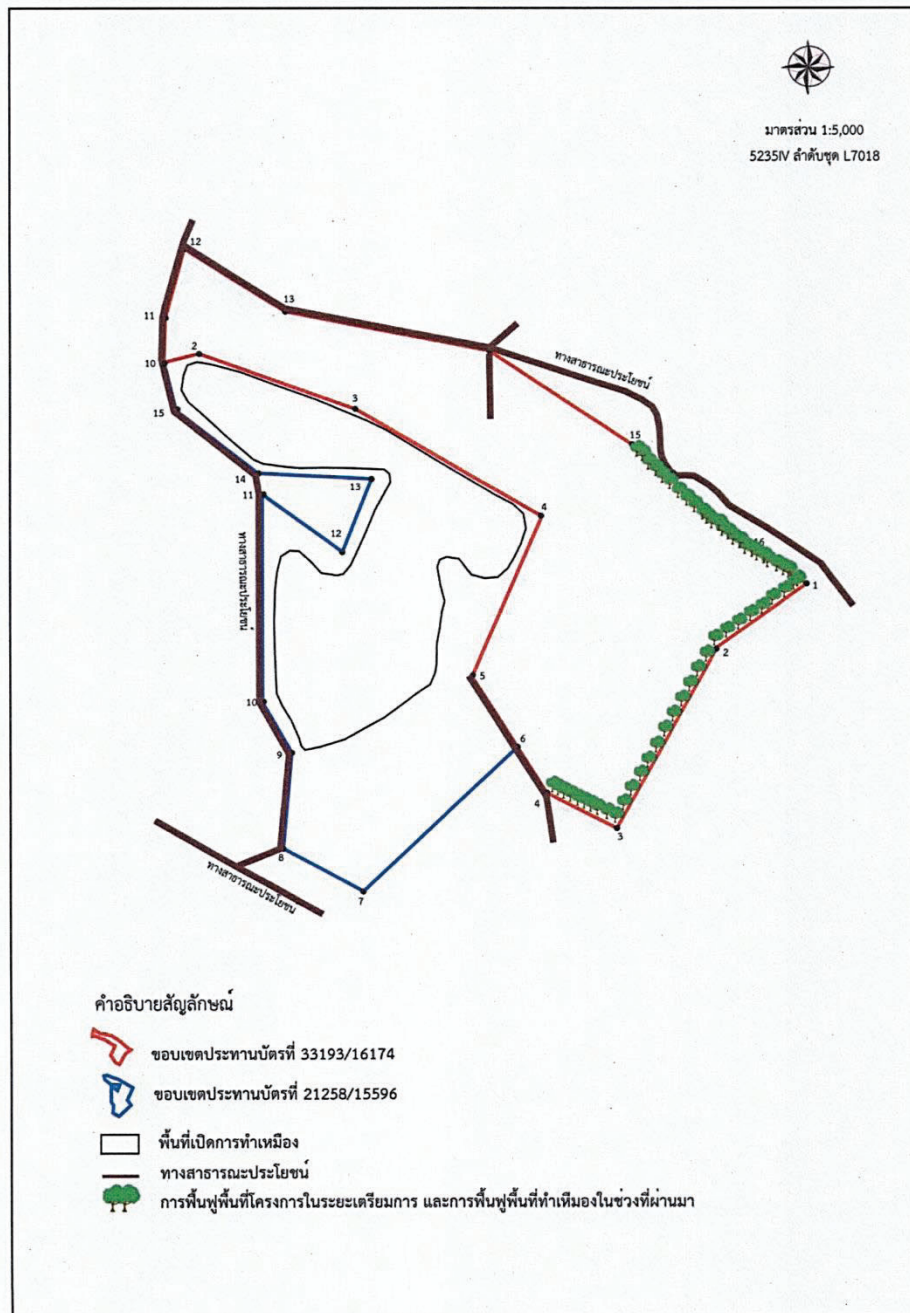 มาตรส่วน 1:5,000
5235IV ลำดับชุด L7018
12
13
11
2
10
3
15
ทางสาธารณะประโยชน์
15
14
13
11
4
12
16
1
ทางสาธารณะประโยชน์
2
5
10
9
6
4
3
8
7
ทางสาธารณะประโยชน์
คำอธิบายสัญลักษณ์
ขอบเขตประทานบัตรที่ 33193/16174
ขอบเขตประทานบัตรที่ 21258/15596
พื้นที่เปิดการทำเหมือง
ทางสาธารณะประโยชน์
การฟื้นฟูพื้นที่โครงการในระยะเตรียมการ และการฟื้นฟูพื้นที่ทำเหมืองในช่วงที่ผ่านมา